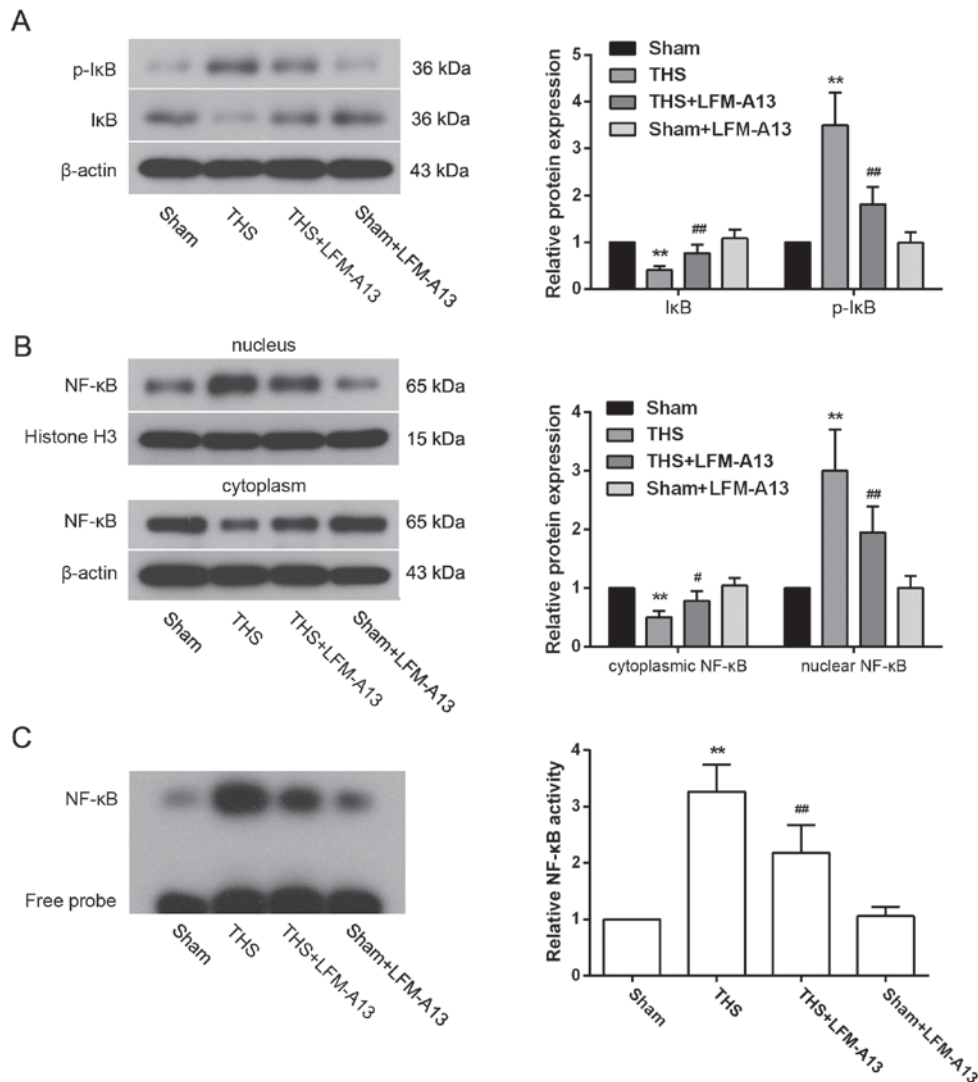 A
p-IκB
36 kDa
IκB
36 kDa
β-actin
43 kDa
Sham
THS
THS+LFM-A13
Sham+LFM-A13
Relative protein expression
5
4
3
2
1
0
Sham
THS
THS+LFM-A13
Sham+LFM-A13
**
##
**
##
IκB
p-IκB
B
nucleus
NF-κB
65 kDa
Histone H3
15 kDa
cytoplasm
NF-κB
65 kDa
β-actin
43 kDa
Sham
THS
THS+LFM-A13
Sham+LFM-A13
Relative protein expression
4
3
2
1
0
Sham
THS
THS+LFM-A13
Sham+LFM-A13
**
#
**
##
cytoplasmic NF-κB
nuclear NF-κB
C
NF-κB
Free probe
Sham
THS
THS+LFM-A13
Sham+LFM-A13
Relative NF-κB activity
4
3
2
1
0
**
##
Sham
THS
THS+LFM-A13
Sham+LFM-A13